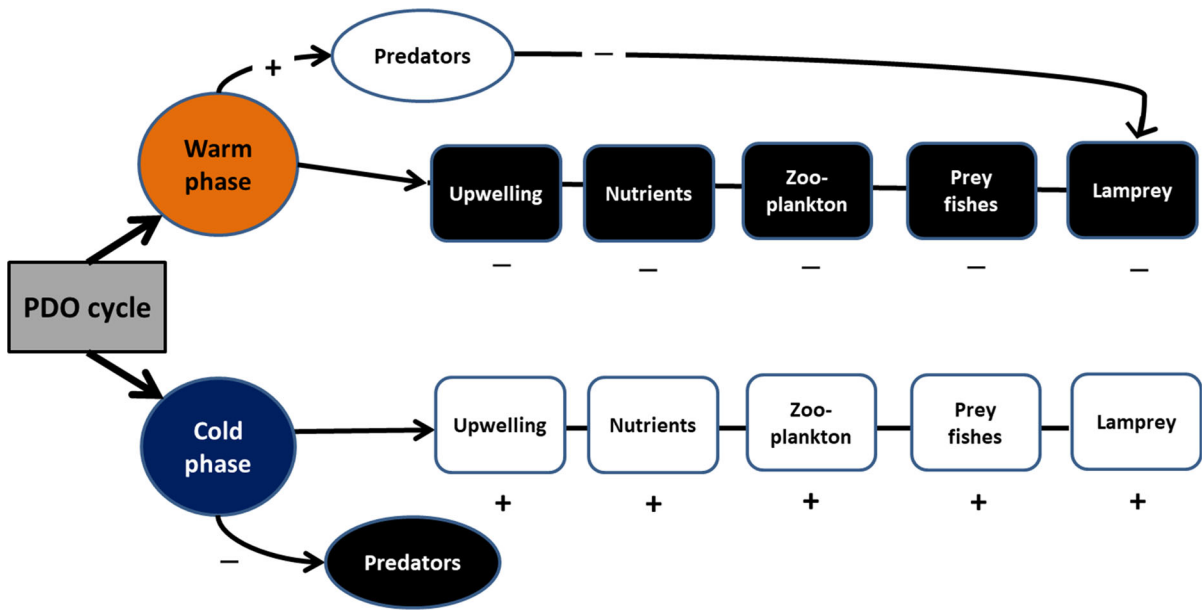 Predators
–
+
Warm
phase
Upwelling
Nutrients
Zoo-
plankton
Prey
fishes
Lamprey
– – – – –
PDO cycle
Cold
phase
Upwelling
Nutrients
Zoo-
plankton
Prey
fishes
Lamprey
+ + + + +
–
Predators